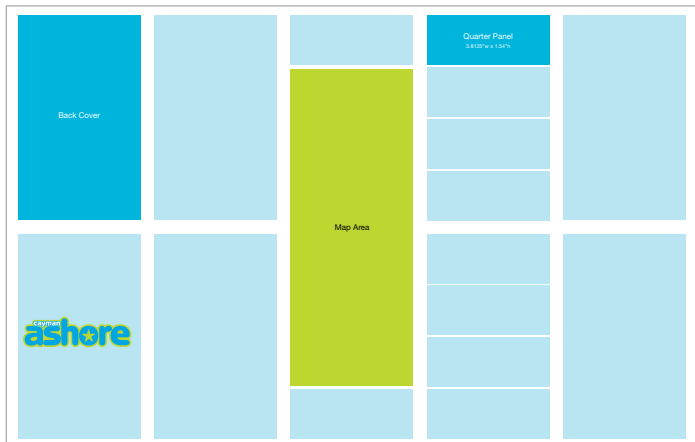 Quarter Panel
3.8125"w x 1.54"h
Back Cover
Map Area
cayman
ashore